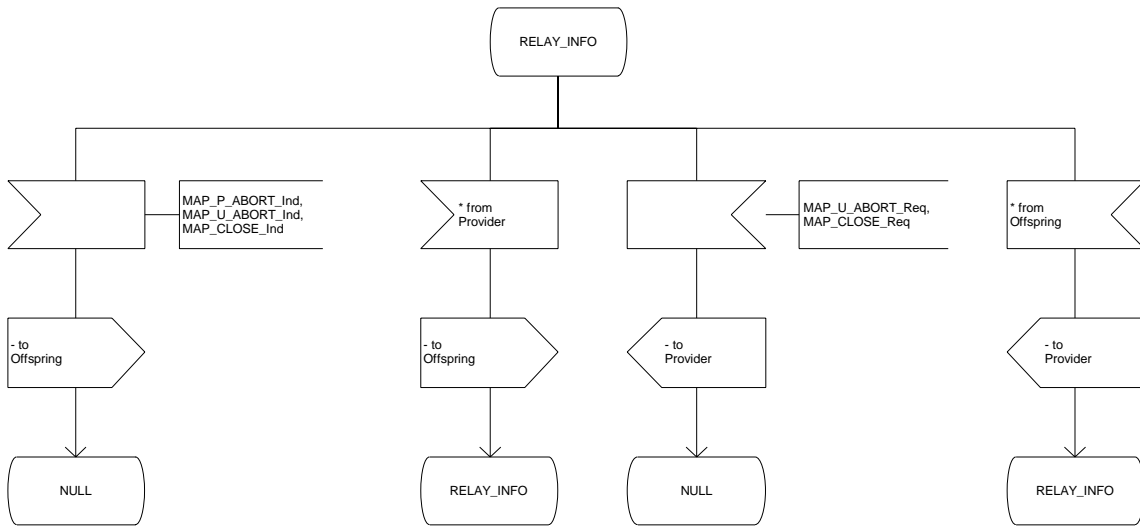 RELAY_INFO
MAP_P_ABORT_Ind,
MAP_U_ABORT_Ind,
MAP_CLOSE_Ind
* from
Provider
MAP_U_ABORT_Req,
MAP_CLOSE_Req
* from
Offspring
- to
Offspring
- to
Offspring
- to
Provider
- to
Provider
NULL
RELAY_INFO
NULL
RELAY_INFO